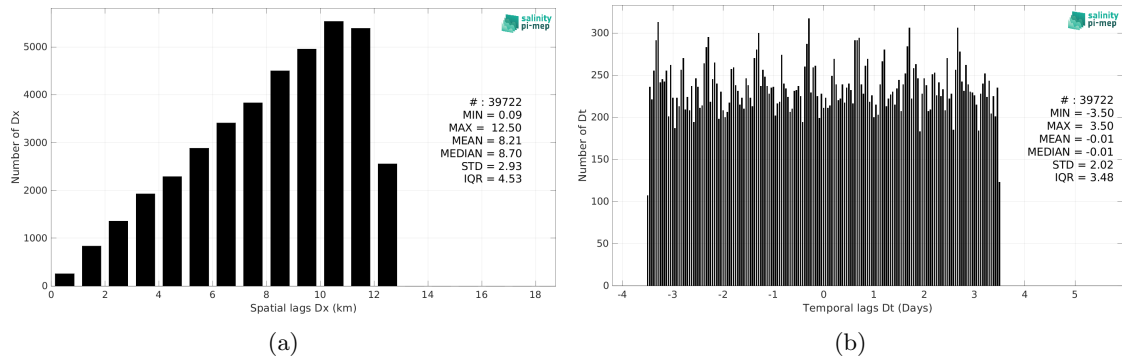 salinity
pi-mep
# : 39722
MIN = 0.09
MAX = 12.50
MEAN = 8.21
MEDIAN = 8.70
STD = 2.93
IQR = 4.53
Number of Dx
5000
4000
3000
2000
1000
0
0 2 4 6 8 10 12 14 16 18
Spatial lags Dx (km)
(a)
salinity
pi-mep
# : 39722
MIN = -3.50
MAX = 3.50
MEAN = -0.01
MEDIAN = -0.01
STD = 2.02
IQR = 3.48
Number of Dt
300
250
200
150
100
50
0
-4 -3 -2 -1 0 1 2 3 4 5
Temporal lags Dt (Days)
(b)